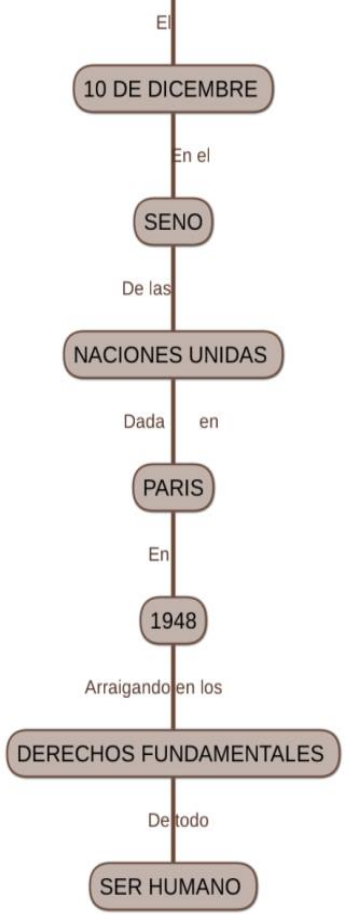 El
10 DE DICEMBRE
En el
SENO
De las
NACIONES UNIDAS
Dada en
PARIS
En
1948
Arraigando en los
DERECHOS FUNDAMENTALES
De todo
SER HUMANO